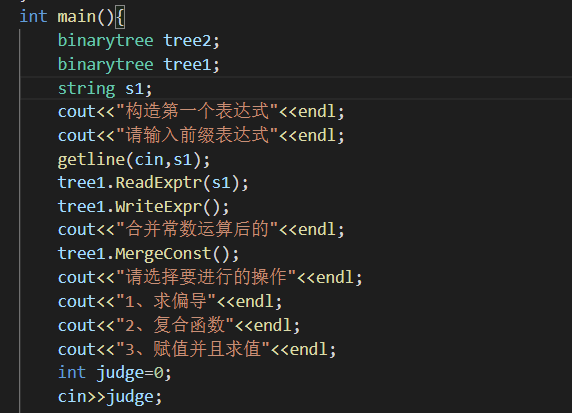 int main(){
binarytree tree2;
binarytree tree1;
string s1;
cout<<"构造第一个表达式"<<endl;
cout<<"请输入前缀表达式"<<endl;
getline(cin,s1);
tree1.ReadExptr(s1);
tree1.WriteExpr();
cout<<"合并常数运算后的"<<endl;
tree1.MergeConst();
cout<<"请选择要进行的操作"<<endl;
cout<<"1、求偏导"<<endl;
cout<<"2、复合函数"<<endl;
cout<<"3、赋值并且求值"<<endl;
int judge=0;
cin>>judge;